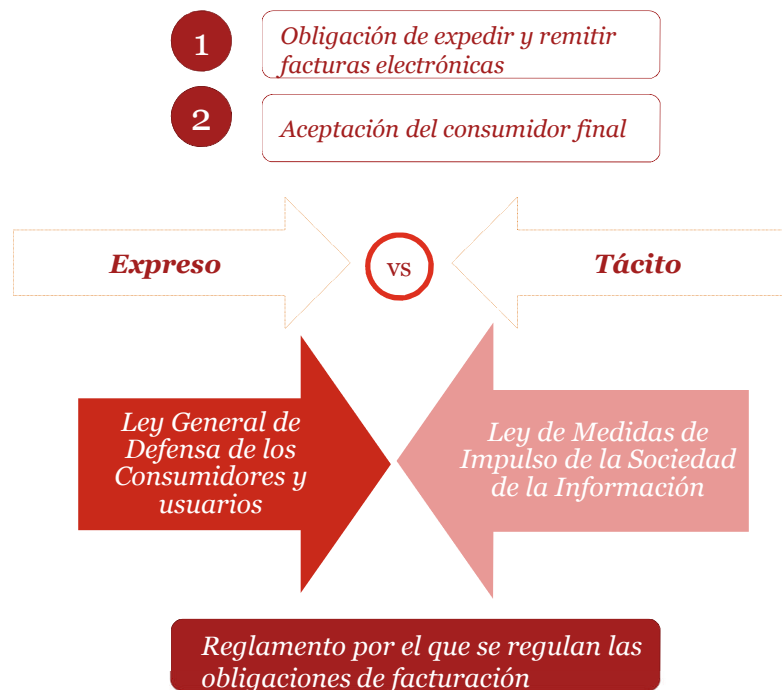 1
Obligación de expedir y remitir
facturas electrónicas
2
Aceptación del consumidor final
Expreso
vs
Tácito
Ley General de
Defensa de los
Consumidores y
usuarios
Ley de Medidas de
Impulso de la Sociedad
de la Información
Reglamento por el que se regulan las
obligaciones de facturación